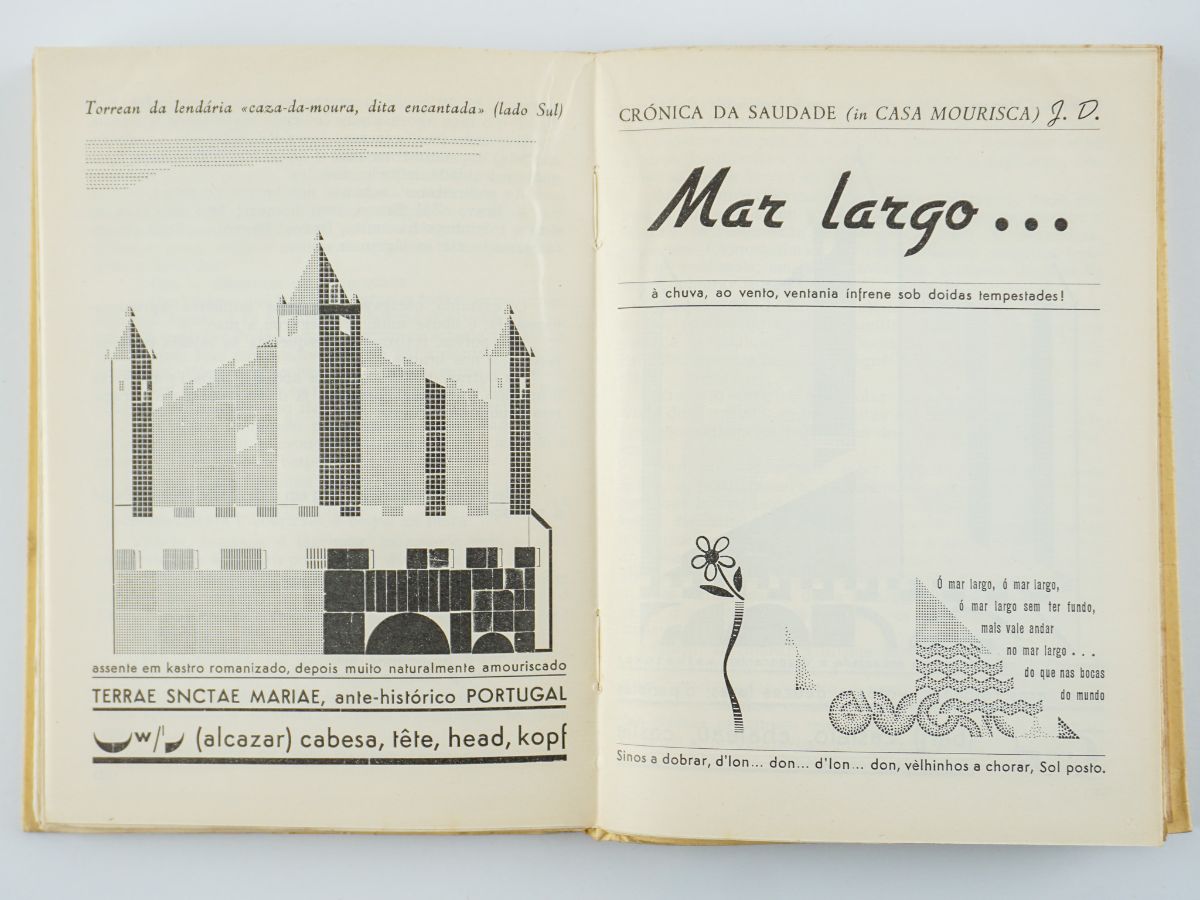 Torrean da lendária «caza-da-moura, dita encantada» (lado Sul)
assente em kastro romanizado, depois muito naturalmente amouriscado
TERRAE SNCTAE MARIAE, ante-histórico PORTUGAL
w/' (alcazar) cabesa, tête, head, kopf
CRÓNICA DA SAUDADE (in CASA MOURISCA) J. D.
Mar largo...
à chuva, ao vento, ventania infrene sob doidas tempestades!
Ó mar largo, ó mar largo,
ó mar largo sem ter fundo,
mais vale andar
no mar largo . . .
do que nas bocas
do mundo
Sinos a dobrar, d'lon... don... d'lon... don, vèlhinhos a chorar, Sol posto.